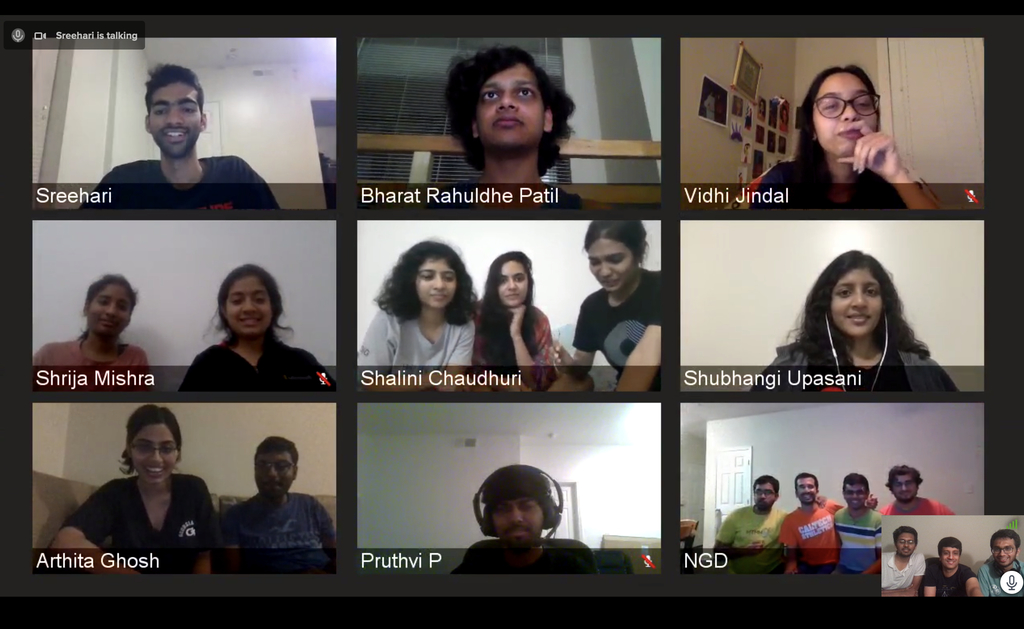 Sreehari is talking
Sreehari
Bharat Rahuldhe Patil
Vidhi Jindal
Shrija Mishra
Shalini Chaudhuri
Shubhangi Upasani
Arthita Ghosh
Pruthvi P
NGD